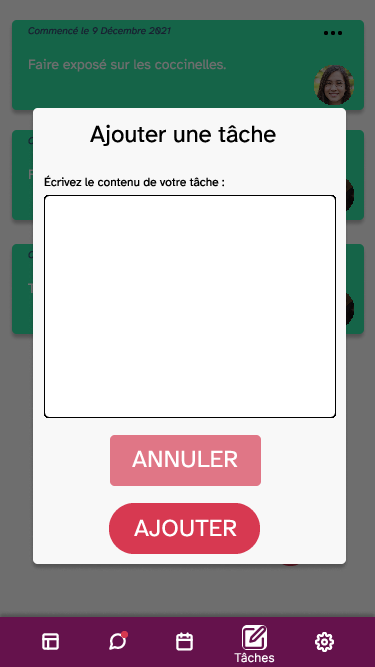 Commencé le 9 Décembre 2021
Faire exposé sur les coccinelles.
Ajouter une tâche
Écrivez le contenu de votre tâche :
ANNULER
AJOUTER
Tâches